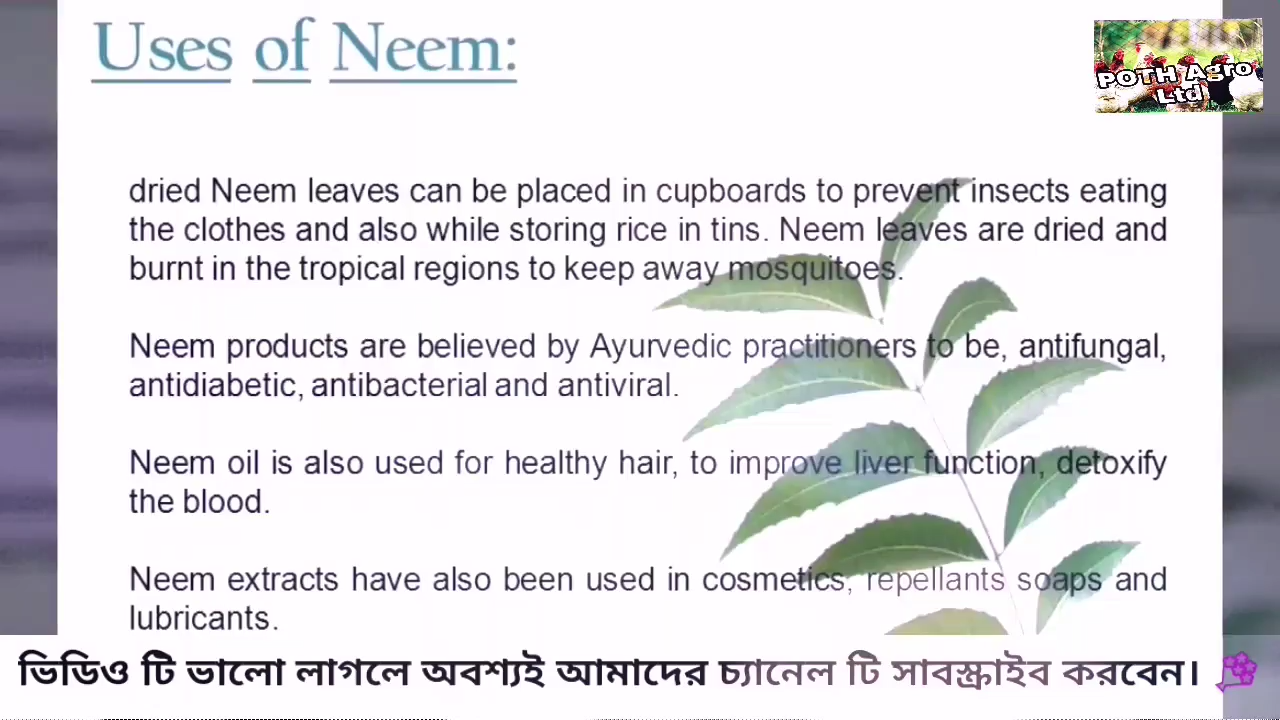 Uses of Neem:
POTH Agro
Ltd
dried Neem leaves can be placed in cupboards to prevent insects eating
the clothes and also while storing rice in tins. Neem leaves are dried and
burnt in the tropical regions to keep away mosquitoes.
Neem products are believed by Ayurvedic practitioners to be, antifungal,
antidiabetic, antibacterial and antiviral.
Neem oil is also used for healthy hair, to improve liver function, detoxify
the blood.
Neem extracts have also been used in cosmetics, repellants soaps and
lubricants.
ভিডিও টি ভালো লাগলে অবশ্যই আমাদের চ্যানেল টি সাবস্ক্রাইব করবেন।